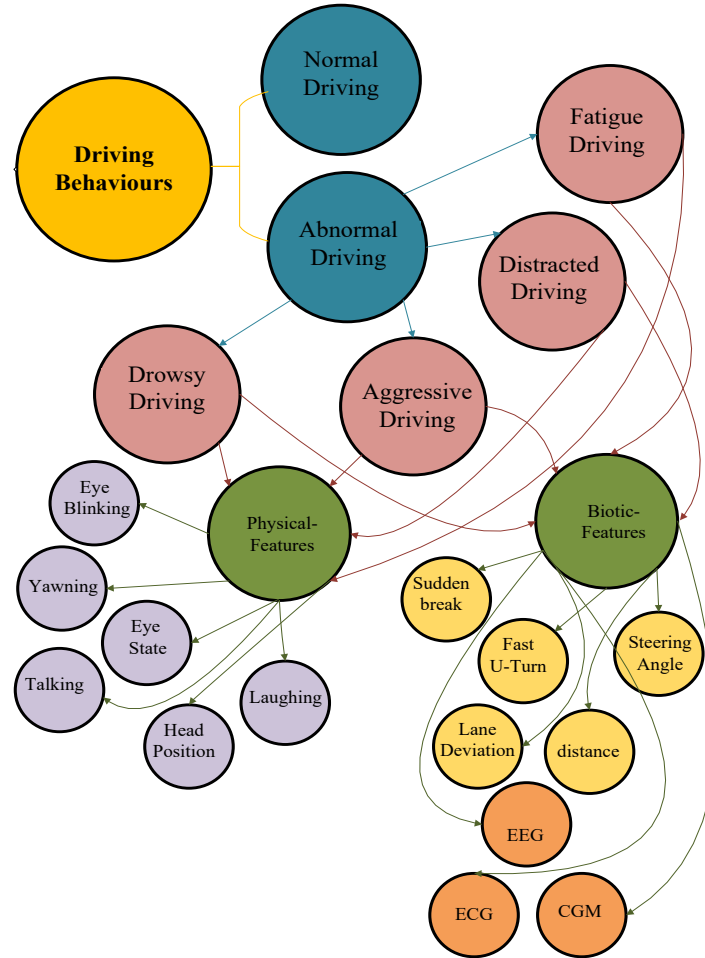 Normal
Driving
Fatigue
Driving
Driving
Behaviours
Abnormal
Driving
Distracted
Driving
Drowsy
Driving
Aggressive
Driving
Eye
Blinking
Physical-
Features
Biotic-
Features
Yawning
Sudden
break
Eye
State
Fast
U-Turn
Steering
Angle
Talking
Laughing
Head
Position
Lane
Deviation
distance
EEG
ECG
CGM